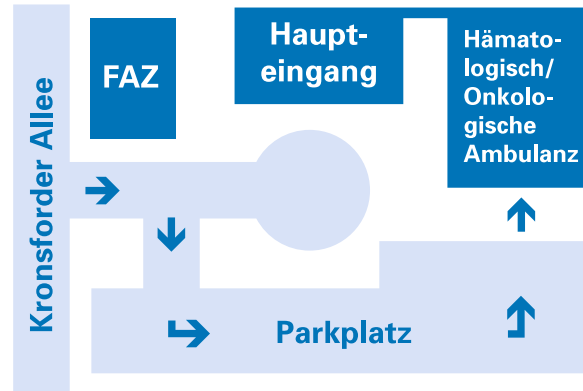 Kronsforder Allee
FAZ
Haupt-
eingang
Hämato-
logisch/
Onkolo-
gische
Ambulanz
Parkplatz